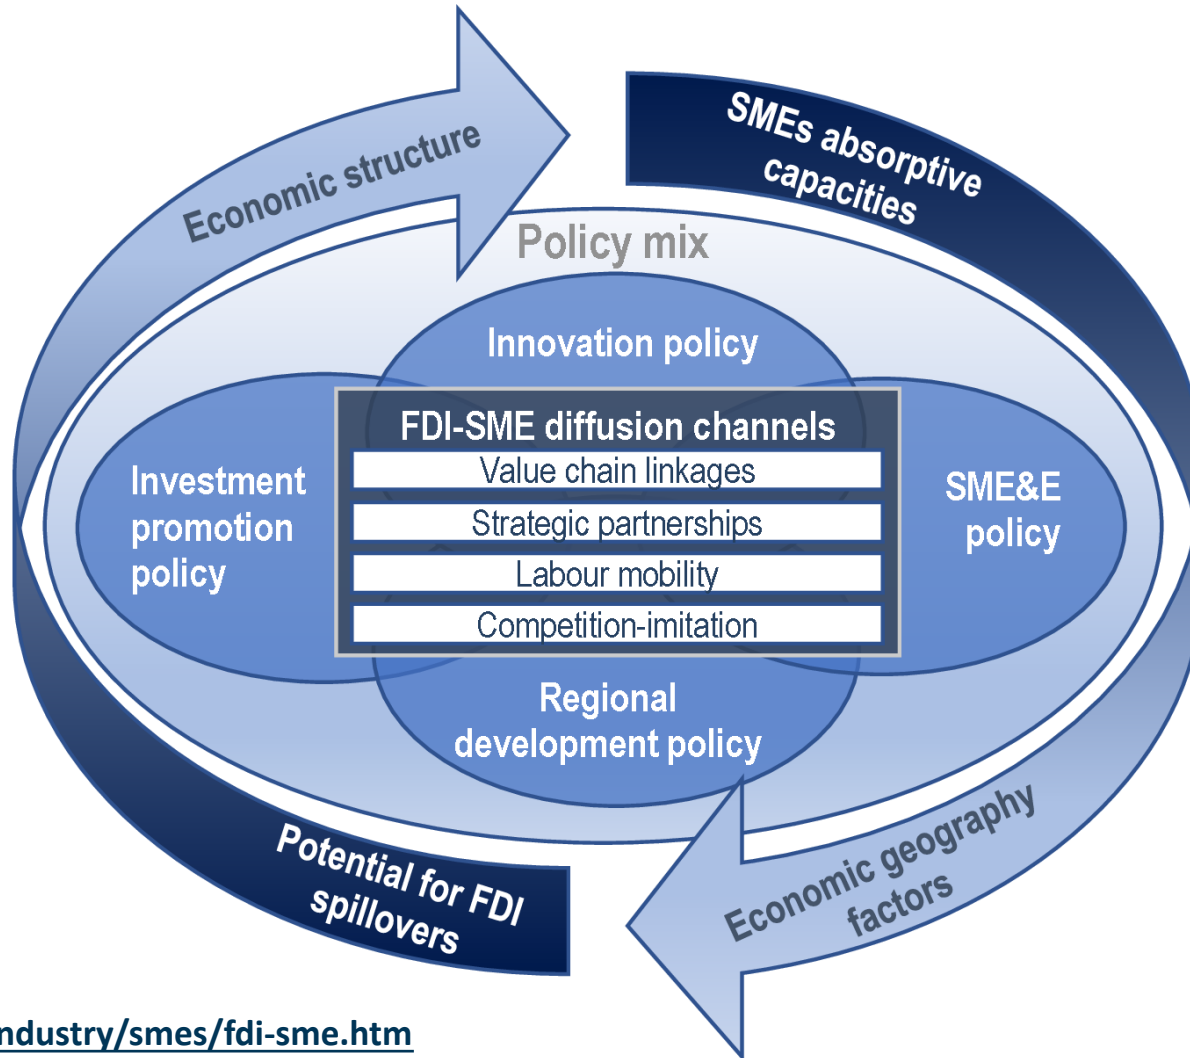 Economic structure
SMEs absorptive
capacities
Policy mix
Innovation policy
FDI-SME diffusion channels
Value chain linkages
Strategic partnerships
Labour mobility
Competition-imitation
Investment
promotion
policy
SME&E
policy
Regional
development policy
Potential for FDI
spillovers
Economic geography
factors
ndustry/smes/fdi-sme.htm